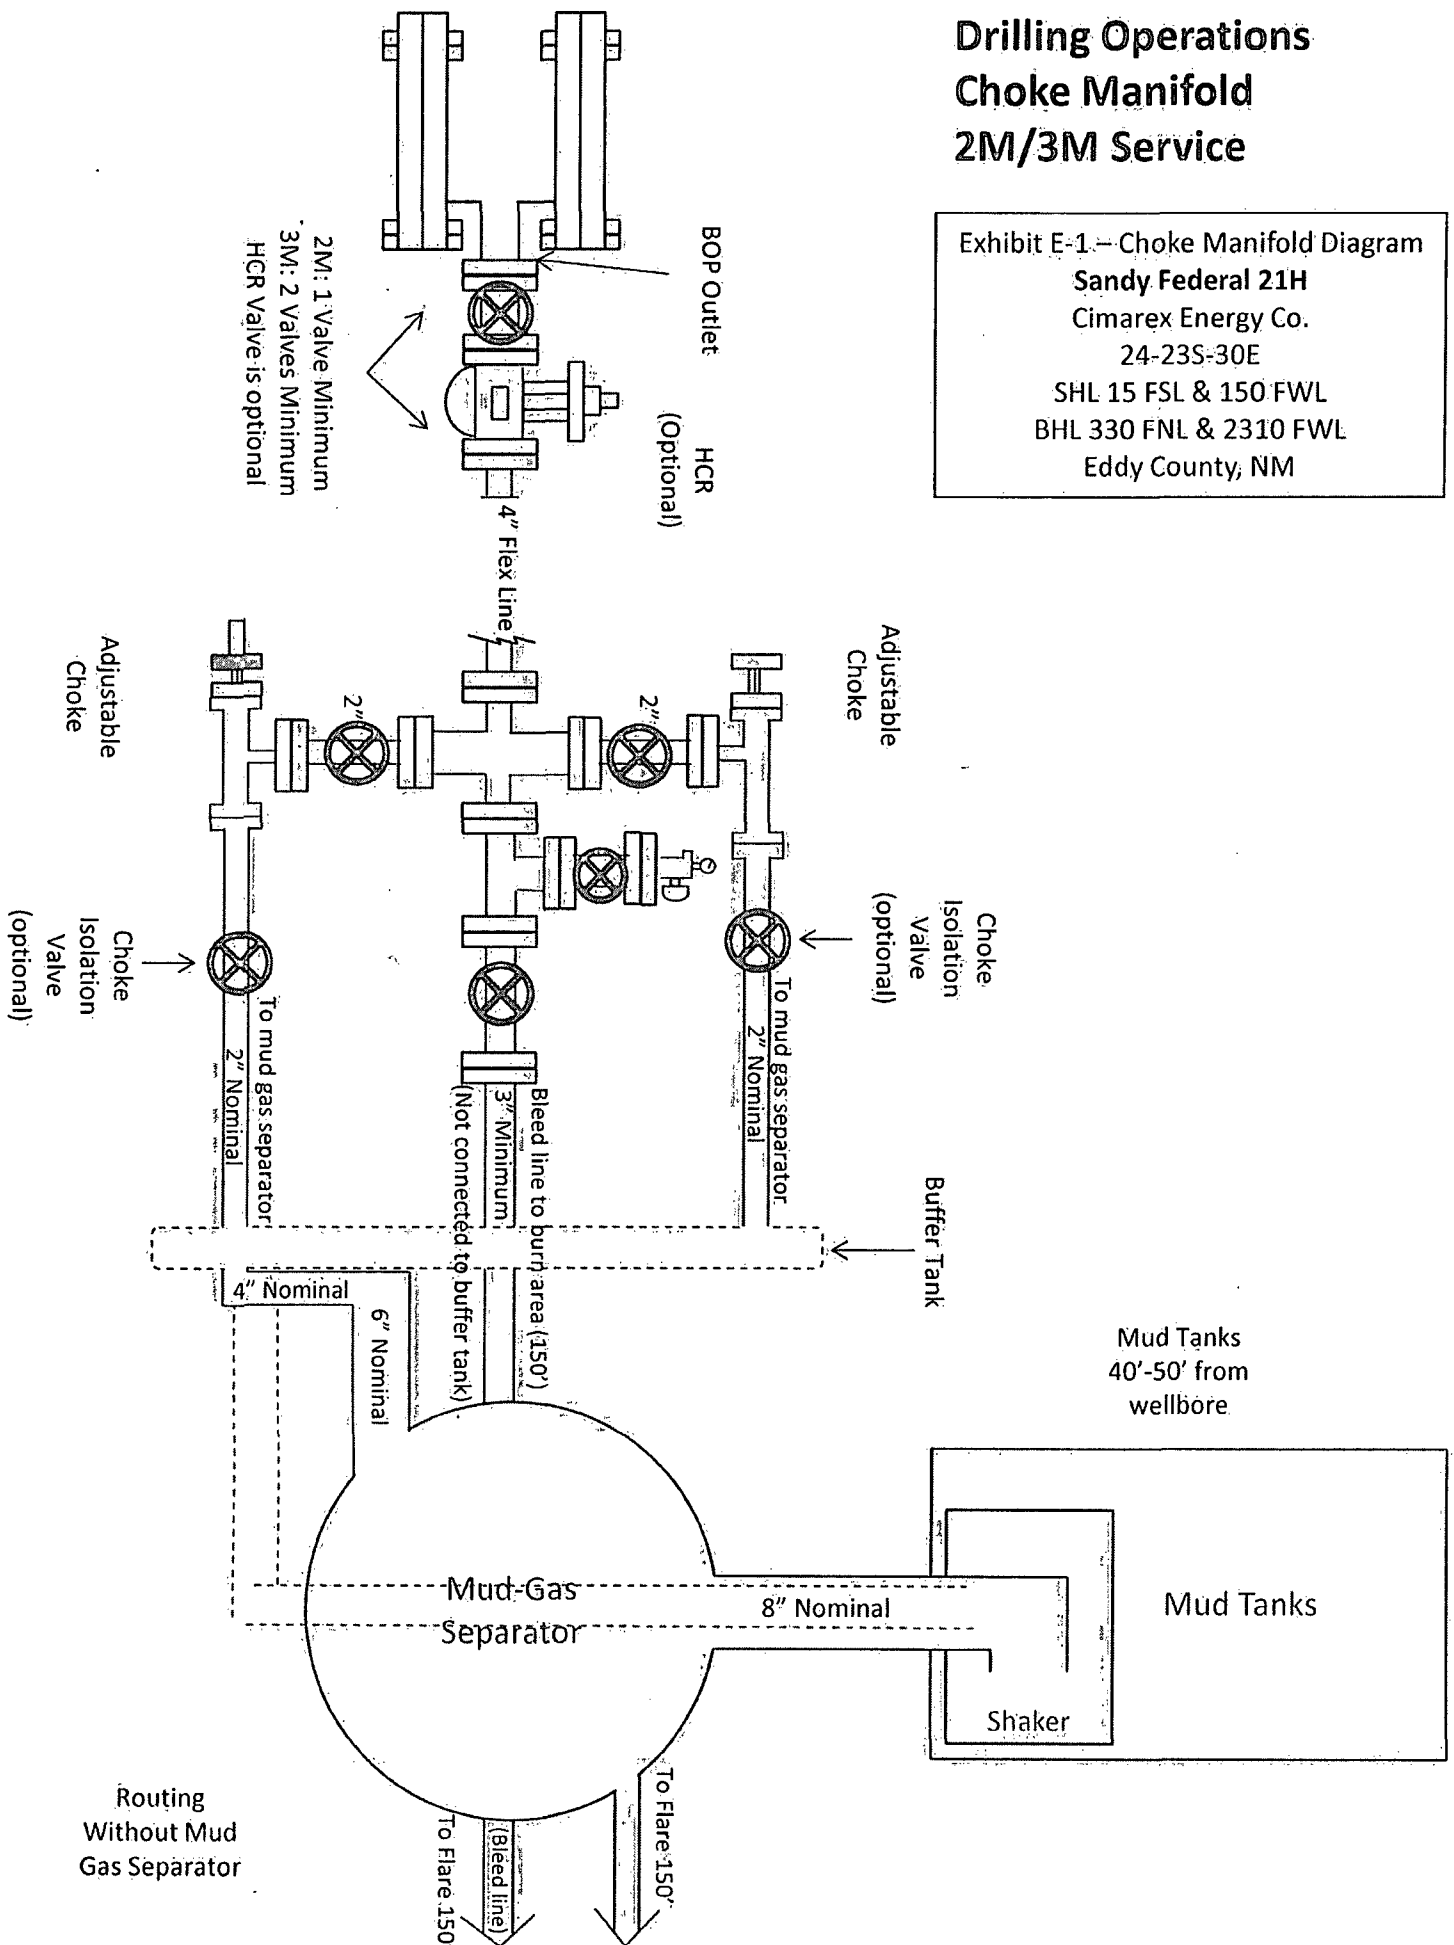 Drilling Operations
Choke Manifold
2M/3M Service
Exhibit E-1 – Choke Manifold Diagram
Sandy Federal 21H
Cimarex Energy Co.
24-23S-30E
SHL 15 FSL & 150 FWL
BHL 330 FNL & 2310 FWL
Eddy County, NM
BOP Outlet
HCR
(Optional)
2M: 1 Valve Minimum
3M: 2 Valves Minimum
HCR Valve is optional
4" Flex Line
Adjustable
Choke
Adjustable
Choke
2"
2"
Choke
Isolation
Valve
(optional)
Choke
Isolation
Valve
(optional)
To mud gas separator
2" Nominal
To mud gas separator
2" Nominal
Bleed line to burn area (150')
3" Minimum
(Not connected to buffer tank)
Buffer Tank
4" Nominal
6" Nominal
Mud Tanks
40'-50' from
wellbore
Mud-Gas
Separator
8" Nominal
Mud Tanks
Shaker
Routing
Without Mud
Gas Separator
To Flare 150'
(Bleed line)
To Flare 150